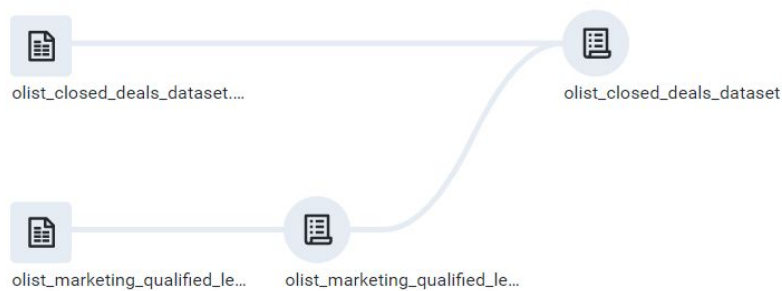 olist_closed_deals_dataset....
olist_closed_deals_dataset
olist_marketing_qualified_le...
olist_marketing_qualified_le...